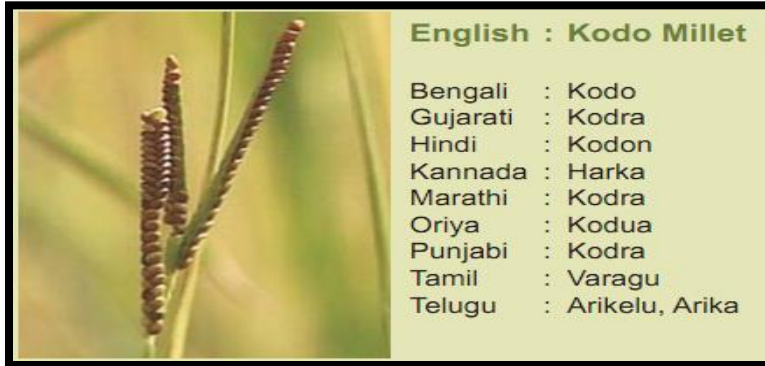 English : Kodo Millet
Bengali : Kodo
Gujarati : Kodra
Hindi : Kodon
Kannada : Harka
Marathi : Kodra
Oriya : Kodua
Punjabi : Kodra
Tamil : Varagu
Telugu : Arikelu, Arika